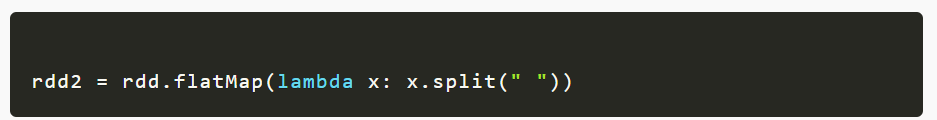 rdd2 = rdd.flatMap(lambda x: x.split(" "))